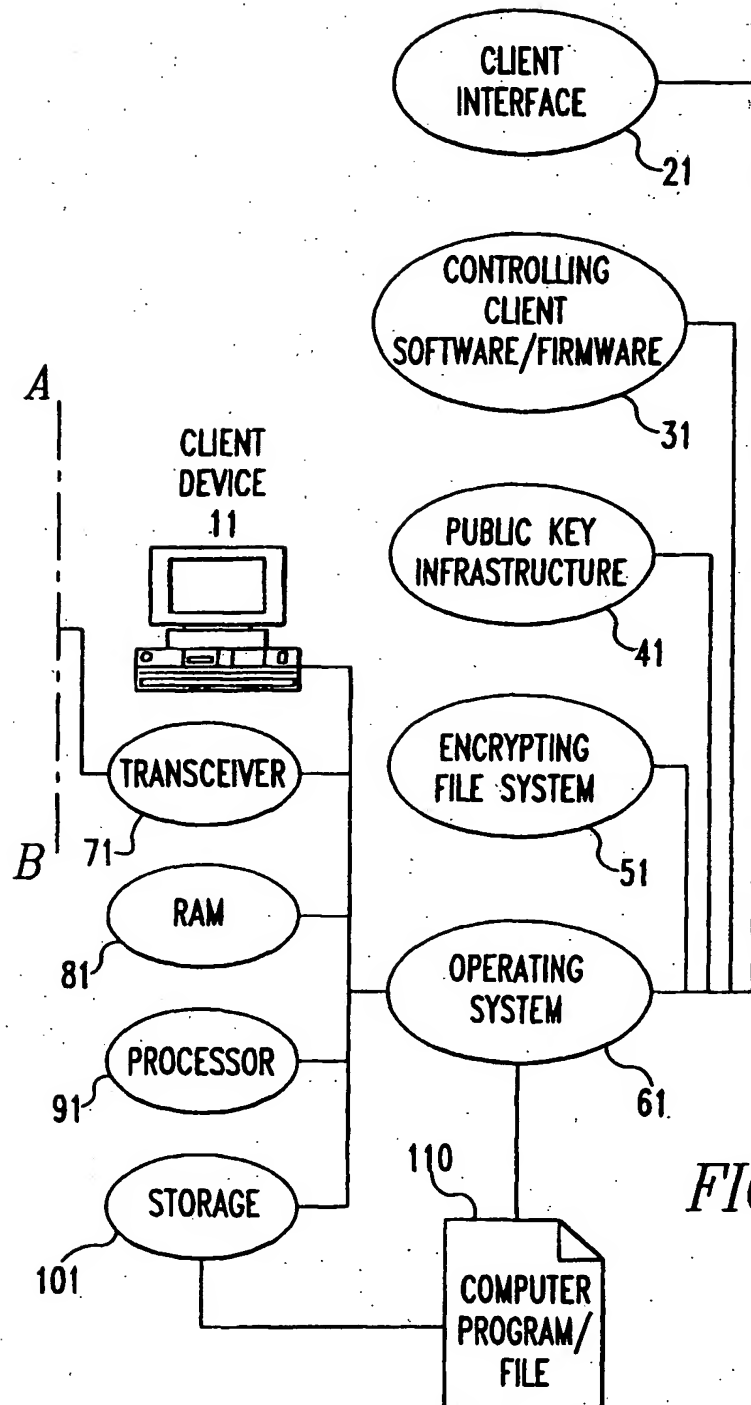 CLIENT
INTERFACE
21
CONTROLLING
CLIENT
SOFTWARE/FIRMWARE
31
A
CLIENT
DEVICE
11
PUBLIC KEY
INFRASTRUCTURE
41
TRANSCEIVER
71
B
ENCRYPTING
FILE SYSTEM
51
RAM
81
OPERATING
SYSTEM
61
PROCESSOR
91
STORAGE
101
110
COMPUTER
PROGRAM/
FILE